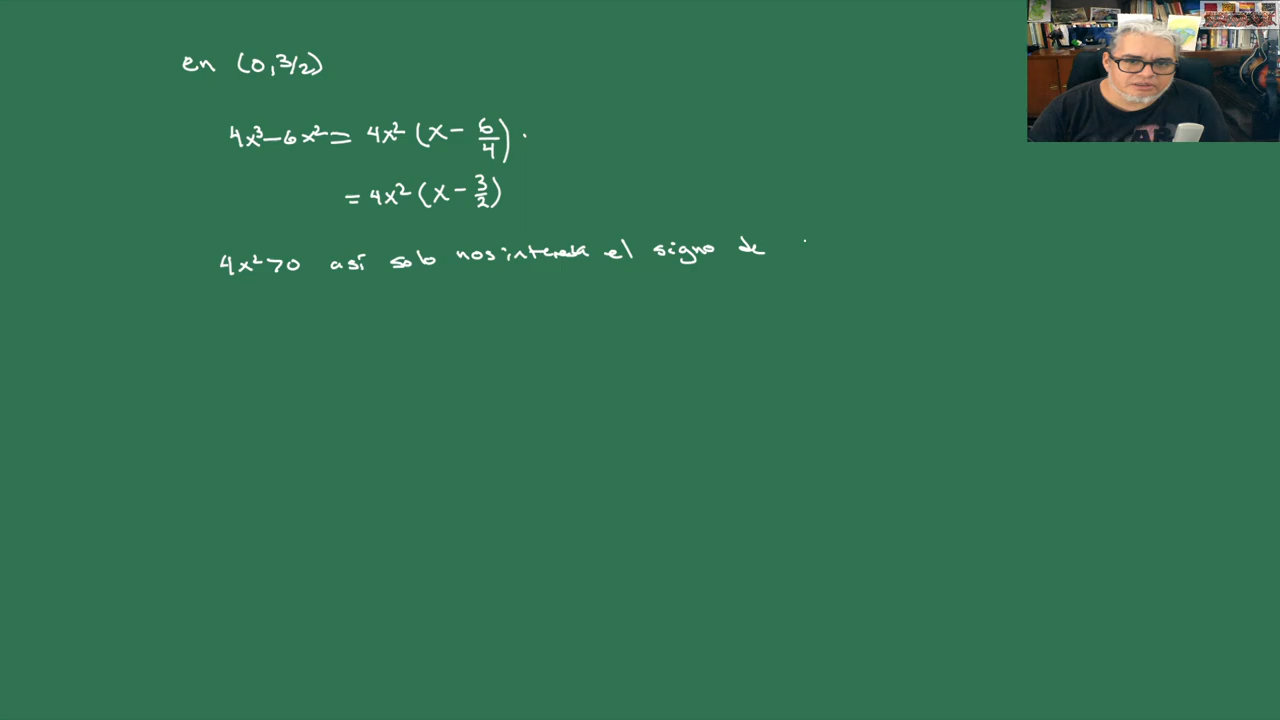 en (0, 3/2)
4x³-6x² = 4x² (x - 6/4).
= 4x² (x - 3/2)
4x²>0 así solo nos interesa el signo de